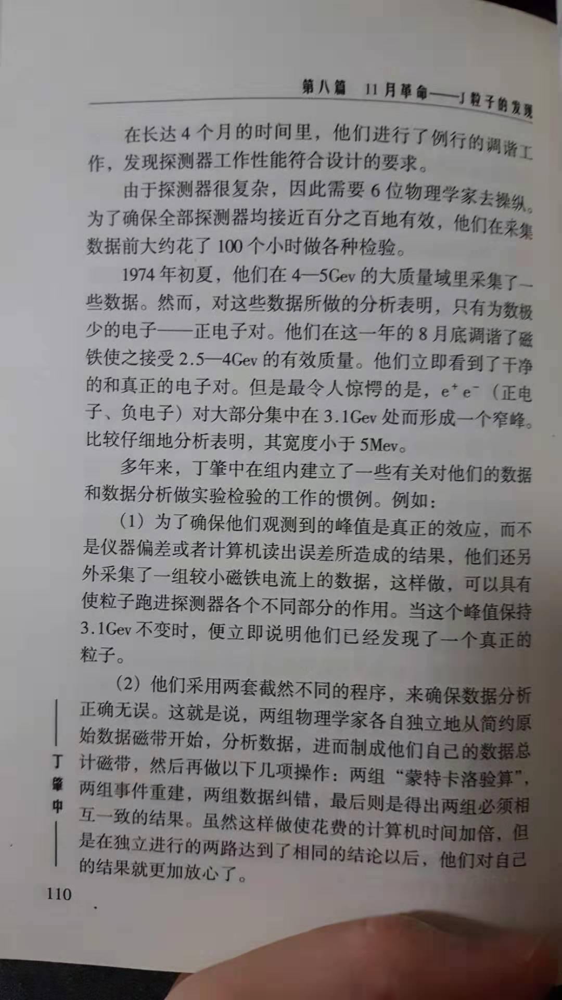 第八篇 11月革命——J粒子的发现
在长达4个月的时间里，他们进行了例行的调谐工
作，发现探测器工作性能符合设计的要求。
由于探测器很复杂，因此需要6位物理学家去操纵。
为了确保全部探测器均接近百分之百地有效，他们在采集
数据前大约花了100个小时做各种检验。
1974年初夏，他们在4—5Gev的大质量域里采集了一
些数据。然而，对这些数据所做的分析表明，只有为数极
少的电子——正电子对。他们在这一年的8月底调谐了磁
铁使之接受2.5—4Gev的有效质量。他们立即看到了干净
的和真正的电子对。但是最令人惊愕的是，e⁺e⁻（正电
子、负电子）对大部分集中在3.1Gev处而形成一个窄峰。
比较仔细地分析表明，其宽度小于5Mev。
多年来，丁肇中在组内建立了一些有关对他们的数据
和数据分析做实验检验的工作的惯例。例如：
（1）为了确保他们观测到的峰值是真正的效应，而不
是仪器偏差或者计算机读出误差所造成的结果，他们还另
外采集了一组较小磁铁电流上的数据，这样做，可以具有
使粒子跑进探测器各个不同部分的作用。当这个峰值保持
3.1Gev不变时，便立即说明他们已经发现了一个真正的
粒子。
（2）他们采用两套截然不同的程序，来确保数据分析
正确无误。这就是说，两组物理学家各自独立地从简约原
始数据磁带开始，分析数据，进而制成他们自己的数据总
计磁带，然后再做以下几项操作：两组“蒙特卡洛验算”，
两组事件重建，两组数据纠错，最后则是得出两组必须相
互一致的结果。虽然这样做使花费的计算机时间加倍，但
是在独立进行的两路达到了相同的结论以后，他们对自己
的结果就更加放心了。
丁肇中
110